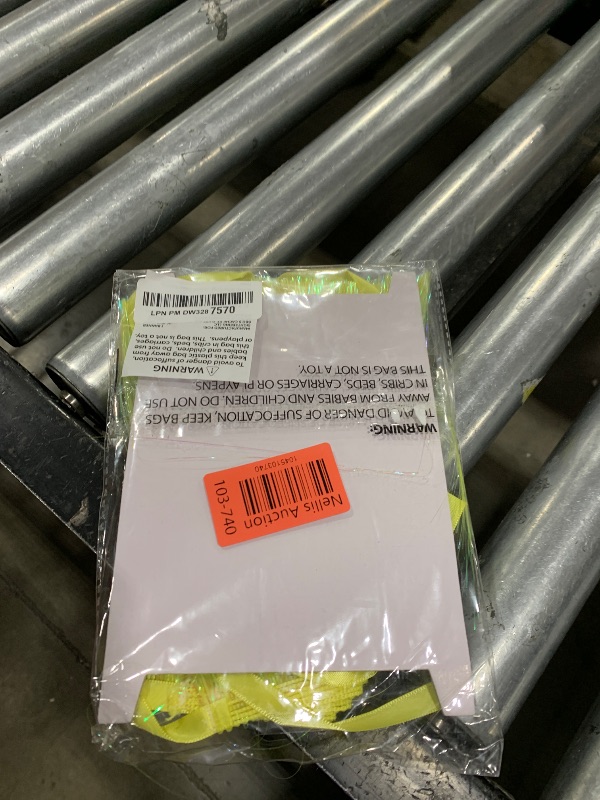 LPN PM DW328 7570
⚠ WARNING
To avoid danger of suffocation,
keep this plastic bag away from
babies and children. Do not use
this bag in cribs, beds, carriages,
or playpens. This bag is not a toy.
WARNING:
DANGER OF SUFFOCATION, KEEP BAGS
AWAY FROM BABIES AND CHILDREN. DO NOT USE
IN CRIBS, BEDS, CARRIAGES OR PLAYPENS.
THIS BAG IS NOT A TOY.
Nellis Auction
1045103740
103-740